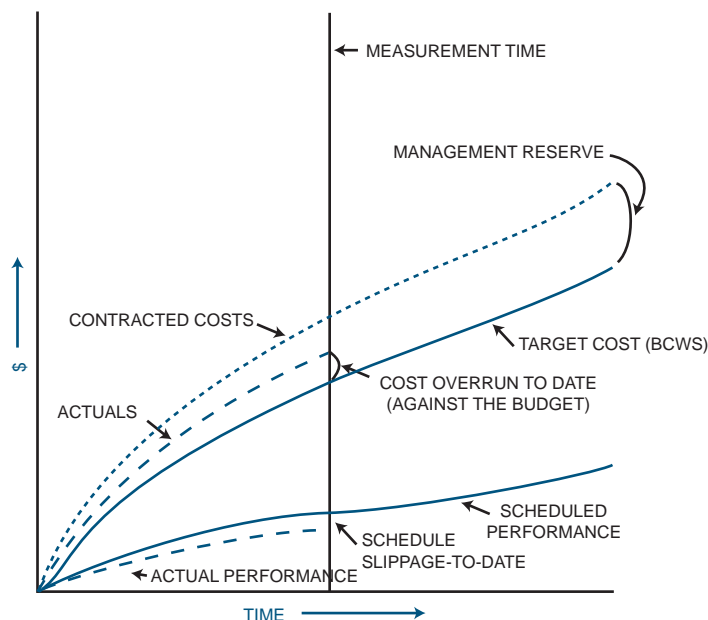 MEASUREMENT TIME
MANAGEMENT RESERVE
CONTRACTED COSTS
TARGET COST (BCWS)
COST OVERRUN TO DATE
(AGAINST THE BUDGET)
ACTUALS
$
SCHEDULED
PERFORMANCE
SCHEDULE
SLIPPAGE-TO-DATE
ACTUAL PERFORMANCE
TIME